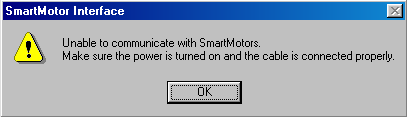 SmartMotor Interface
Unable to communicate with SmartMotors.
Make sure the power is turned on and the cable is connected properly.
OK